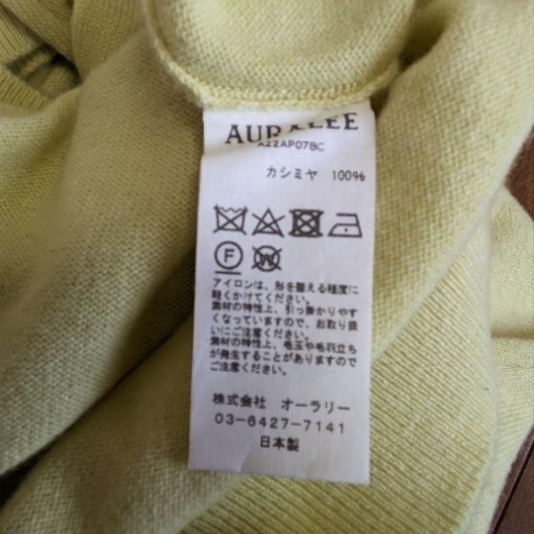 AURALEE
A22AP07BC
カシミヤ 100%
F
W
アイロンは、形を整える程度に
軽くかけてください。
素材の特性上、引っ掛かりやす
くなっていますので、お取り扱
いにご注意ください。
素材の特性上、毛玉や毛羽立ち
が発生することがありますので
ご注意ください。
株式会社 オーラリー
03-6427-7141
日本製